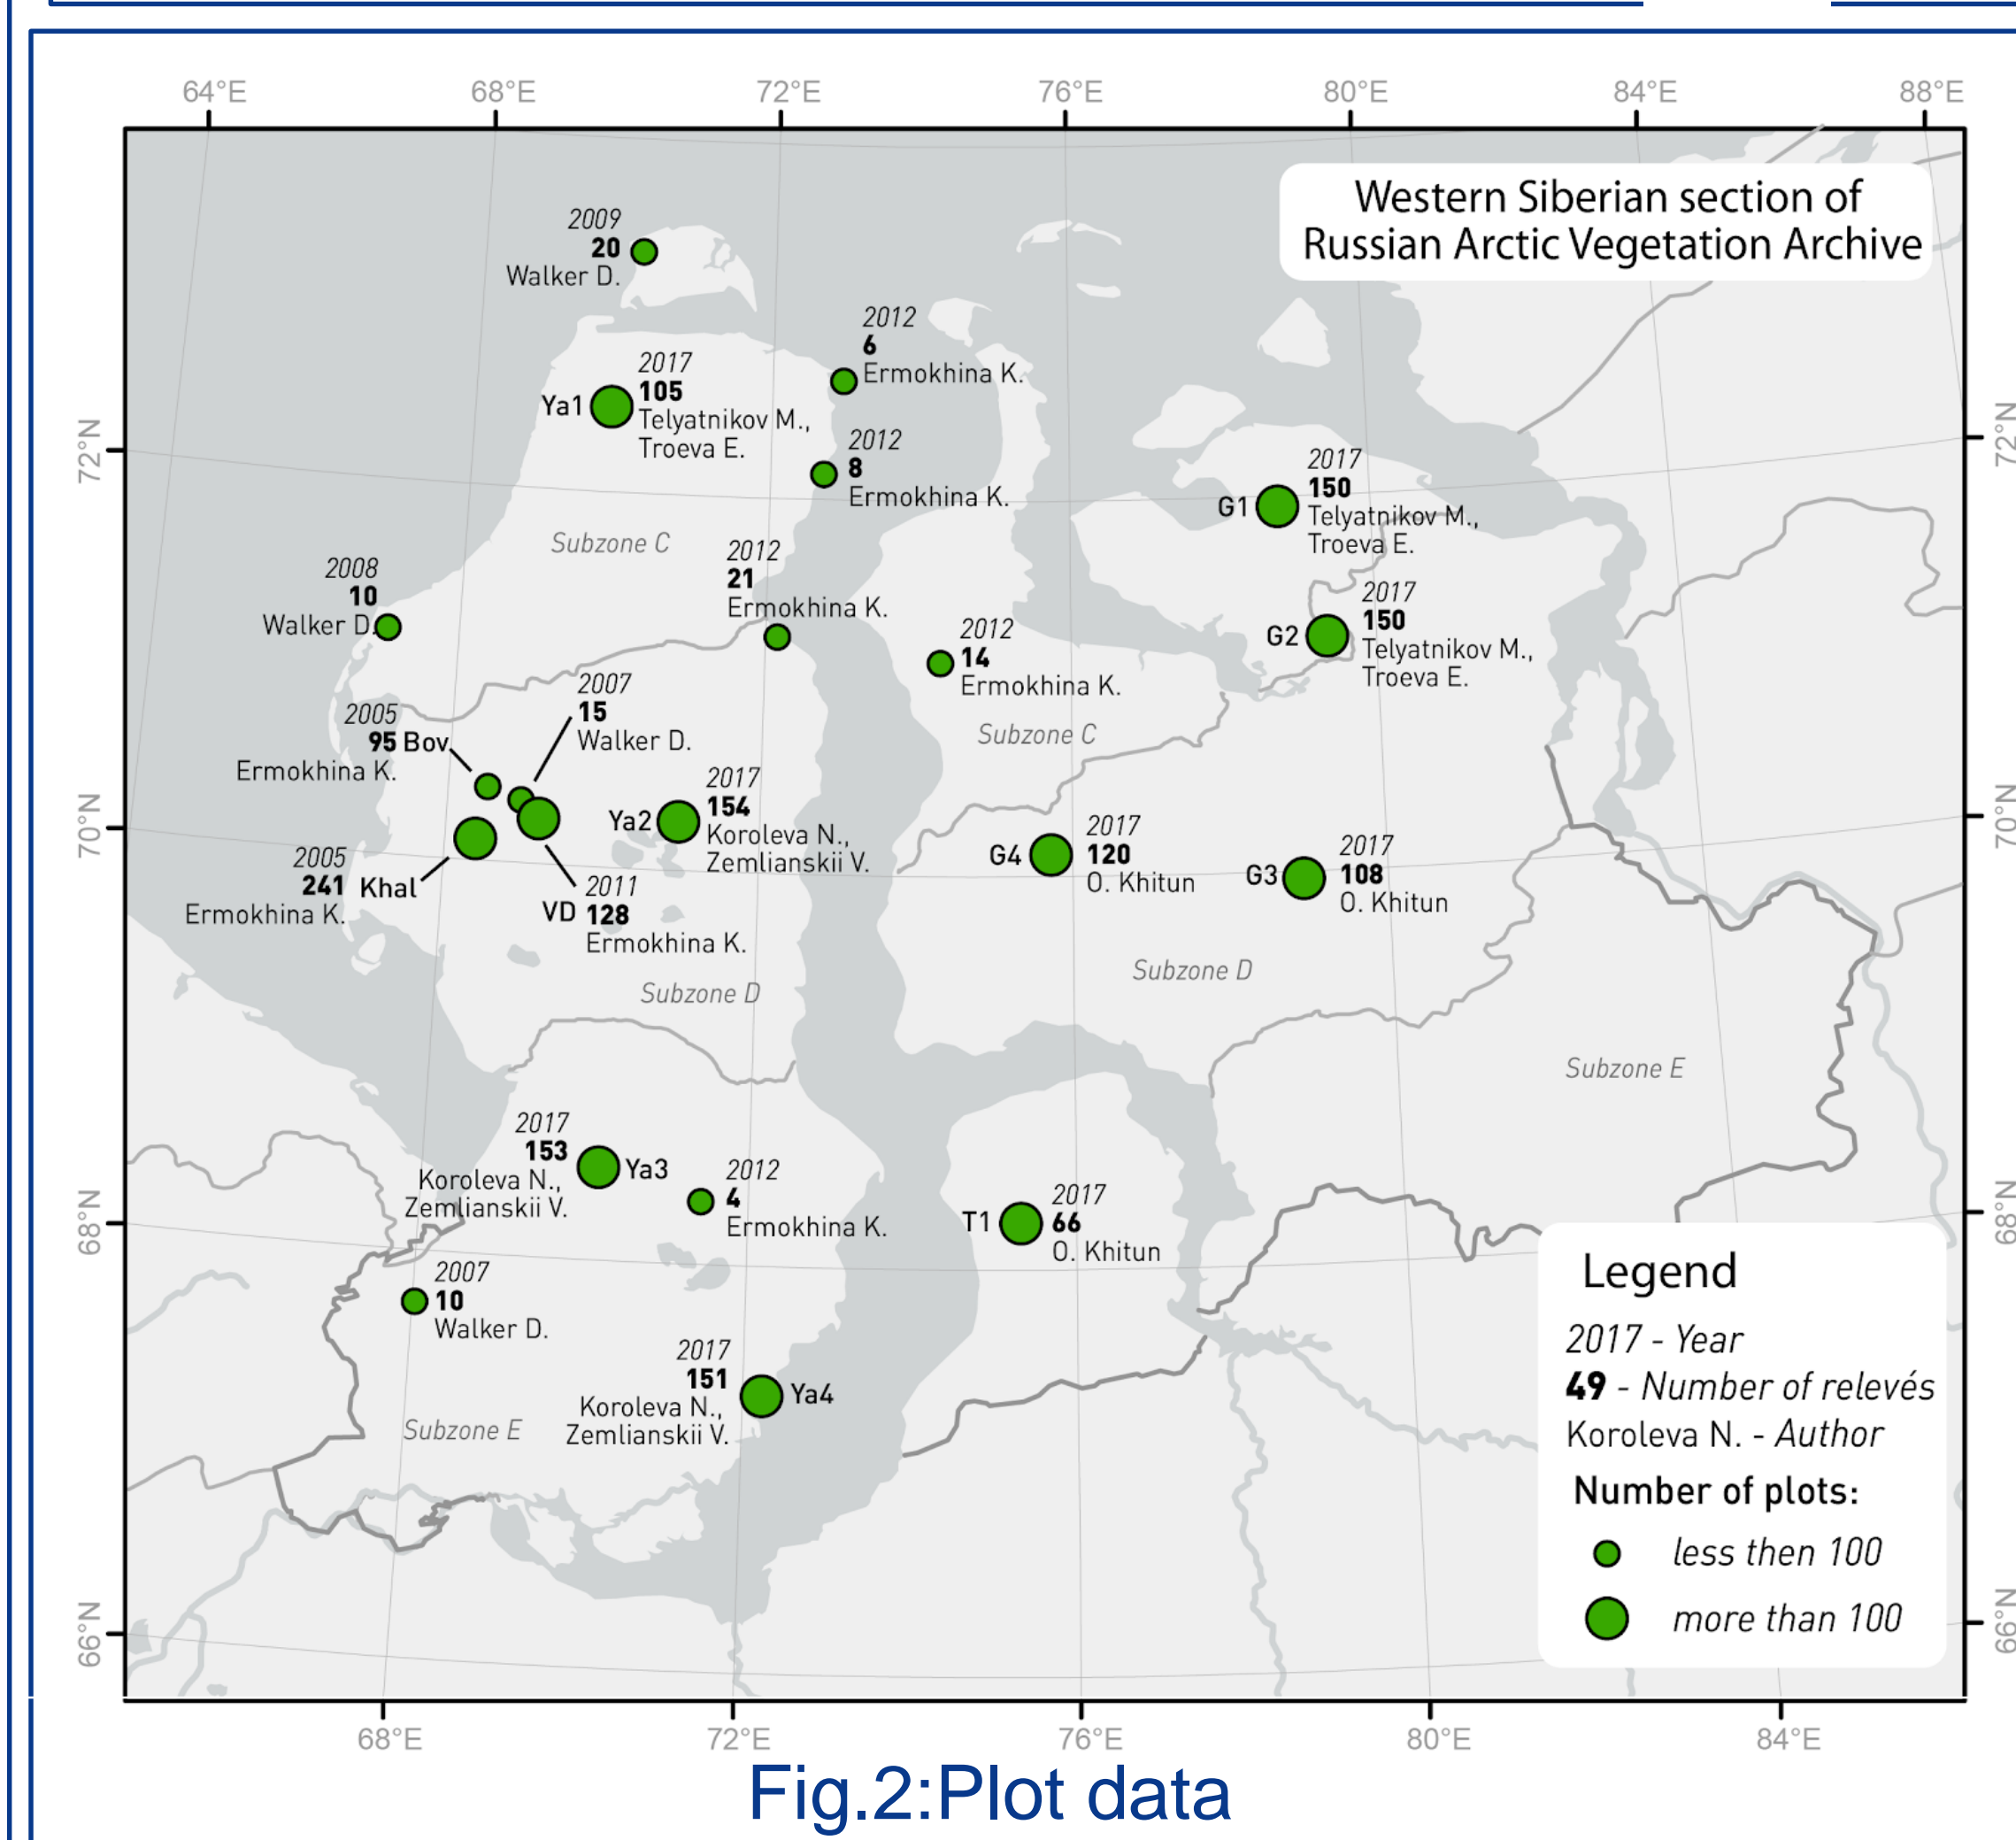 64°E
68°E
72°E
76°E
80°E
84°E
88°E
Western Siberian section of
Russian Arctic Vegetation Archive
2009
20
Walker D.
2012
6
Ermokhina K.
Ya1
2017
105
Telyatnikov M.,
Troeva E.
2012
8
Ermokhina K.
72°N
72°N
G1
2017
150
Telyatnikov M.,
Troeva E.
Subzone C
2012
21
Ermokhina K.
2008
10
Walker D.
G2
2017
150
Telyatnikov M.,
Troeva E.
2012
14
Ermokhina K.
Subzone C
2007
15
Walker D.
2005
95 Bov
Ermokhina K.
Ya2
2017
154
Koroleva N.,
Zemlianskii V.
70°N
70°N
G4
2017
120
O. Khitun
G3
2017
108
O. Khitun
2005
241 Khal
Ermokhina K.
VD
2011
128
Ermokhina K.
Subzone D
Subzone D
Subzone E
2017
153
Koroleva N.,
Zemlianskii V.
Ya3
2012
4
Ermokhina K.
T1
2017
66
O. Khitun
68°N
68°N
2007
10
Walker D.
2017
151
Koroleva N.,
Zemlianskii V.
Ya4
Subzone E
Legend
2017 - Year
49 - Number of relevés
Koroleva N. - Author
Number of plots:
less then 100
more than 100
66°N
66°N
68°E
72°E
76°E
80°E
84°E
Fig.2:Plot data